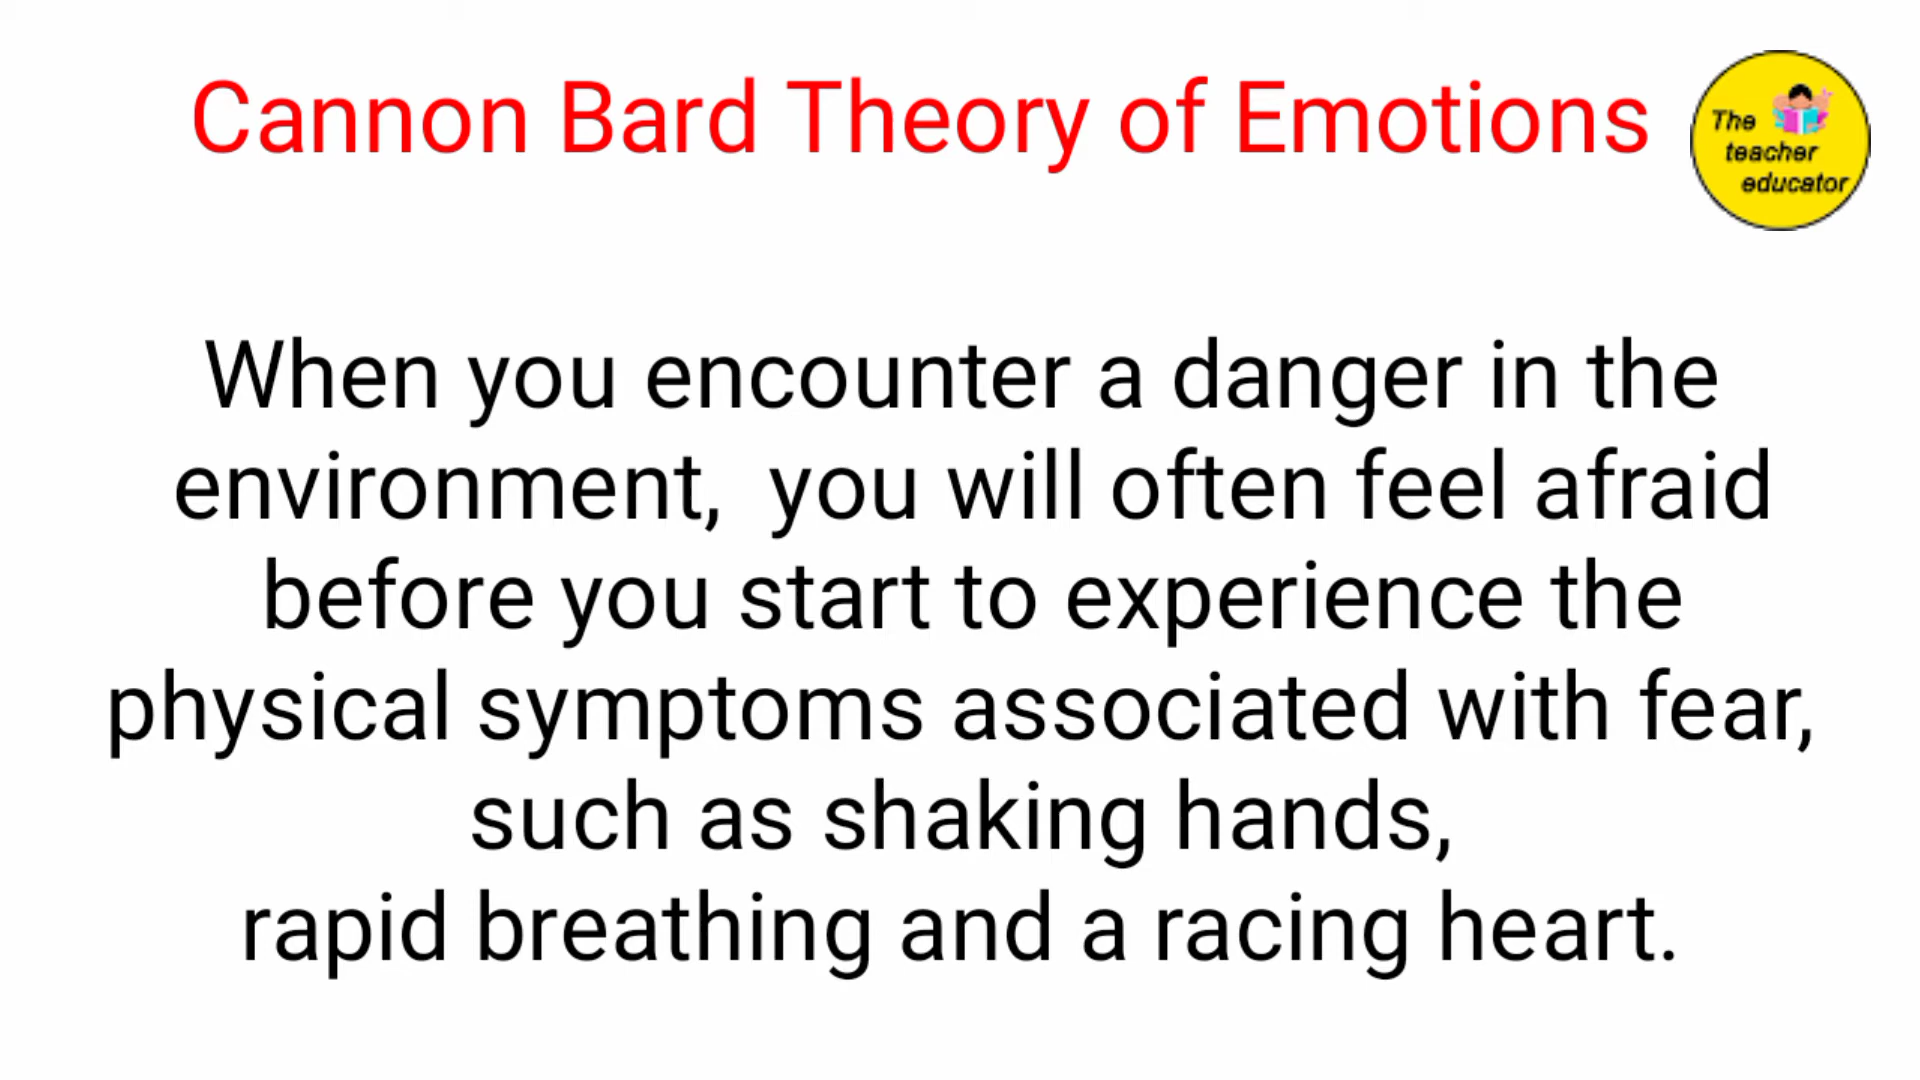 Cannon Bard Theory of Emotions
The
teacher
educator
When you encounter a danger in the
environment,  you will often feel afraid
before you start to experience the
physical symptoms associated with fear,
such as shaking hands,
rapid breathing and a racing heart.